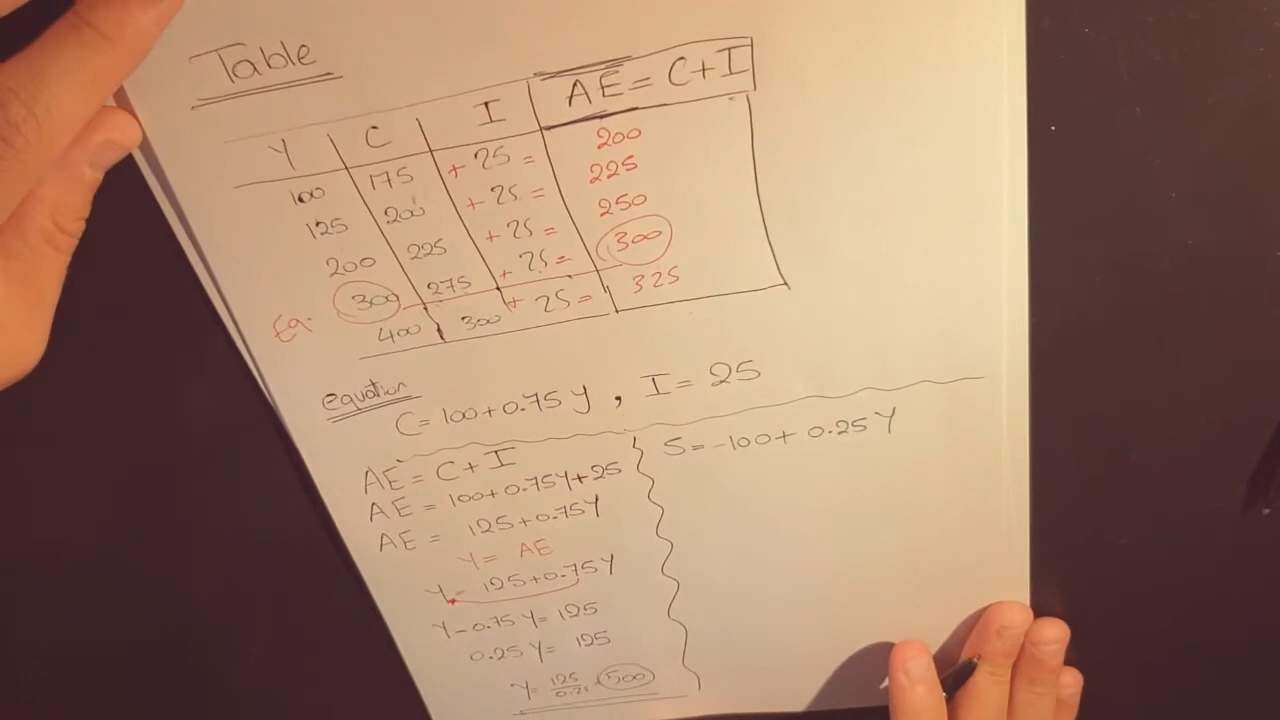 Table
Y C I AE = C+I
100 175 + 25 = 200
125 200 + 25 = 225
200 225 + 25 = 250
Eq. 300 275 + 25 = 300
400 300 + 25 = 325
equation
C = 100 + 0.75 Y , I = 25
AE = C + I
AE = 100 + 0.75Y + 25
AE = 125 + 0.75Y
Y = AE
Y = 125 + 0.75Y
Y - 0.75 Y = 125
0.25 Y = 125
Y = 125/0.25 = 500
S = -100 + 0.25 Y